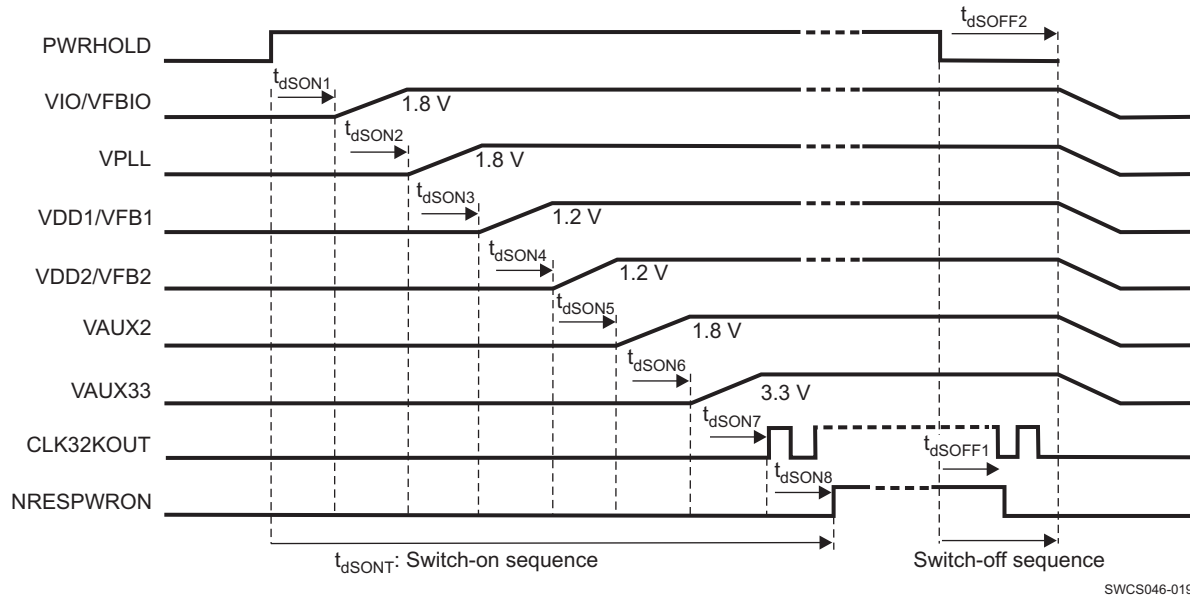 PWRHOLD
tdSOFF2
tdSON1
VIO/VFBIO
1.8 V
tdSON2
VPLL
1.8 V
tdSON3
VDD1/VFB1
1.2 V
tdSON4
VDD2/VFB2
1.2 V
tdSON5
VAUX2
1.8 V
tdSON6
VAUX33
3.3 V
tdSON7
CLK32KOUT
tdSOFF1
tdSON8
NRESPWRON
tdSONT: Switch-on sequence
Switch-off sequence
SWCS046-019